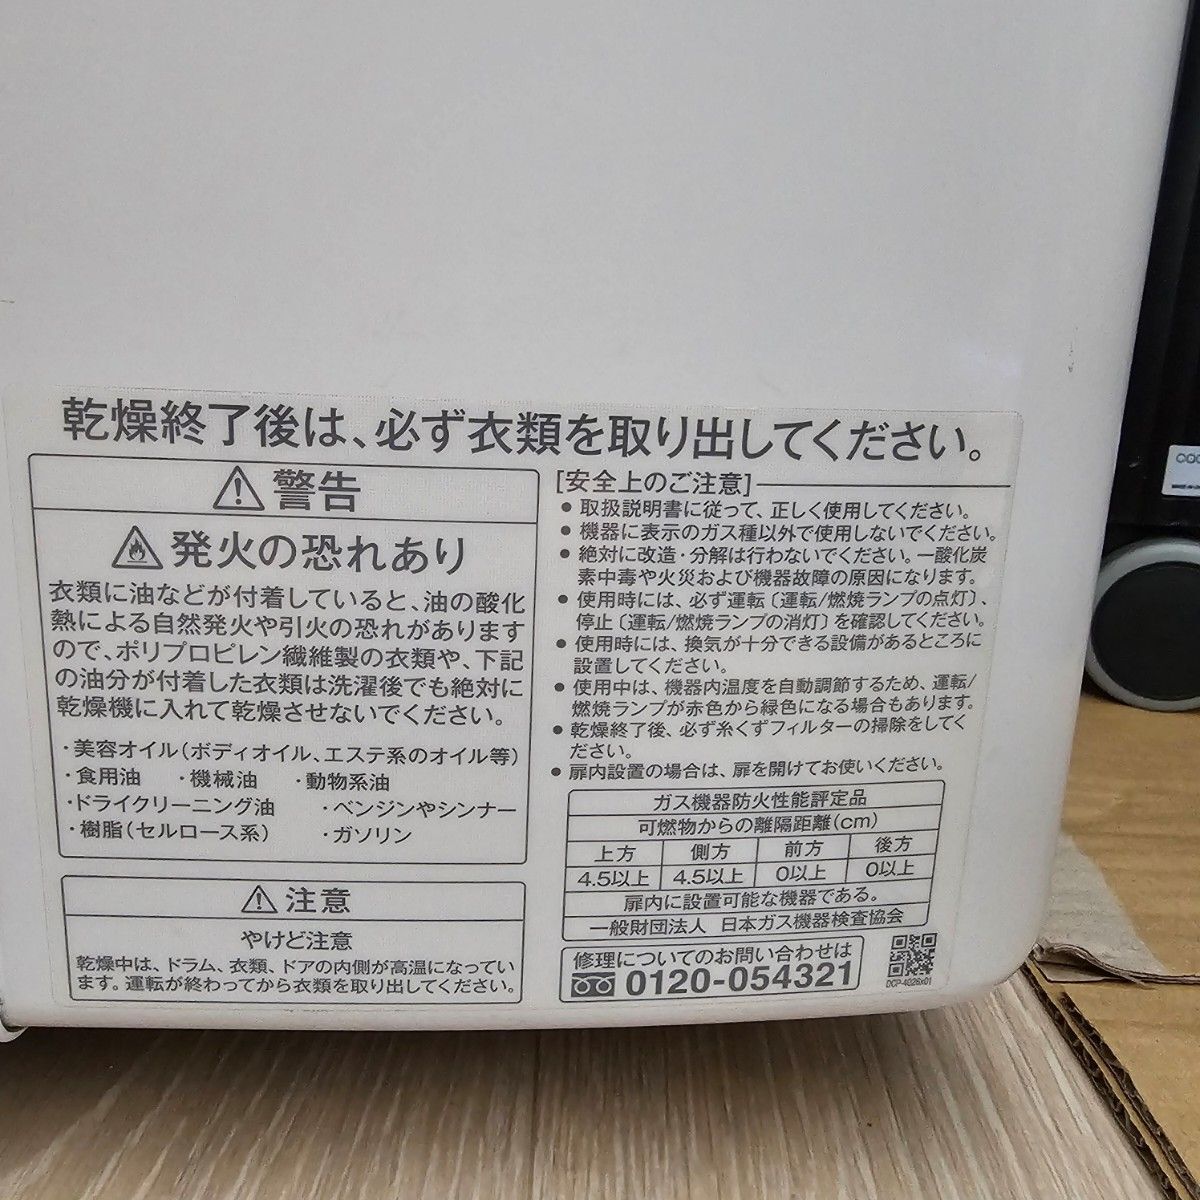 乾燥終了後は、必ず衣類を取り出してください。
警告
発火の恐れあり
衣類に油などが付着していると、油の酸化
熱による自然発火や引火の恐れがあります
ので、ポリプロピレン繊維製の衣類や、下記
の油分が付着した衣類は洗濯後でも絶対に
乾燥機に入れて乾燥させないでください。
・美容オイル(ボディオイル、エステ系のオイル等)
・食用油 ・機械油 ・動物系油
・ドライクリーニング油 ・ベンジンやシンナー
・樹脂(セルロース系) ・ガソリン
注意
やけど注意
乾燥中は、ドラム、衣類、ドアの内側が高温になってい
ます。運転が終わってから衣類を取り出してください。
[安全上のご注意]
● 取扱説明書に従って、正しく使用してください。
● 機器に表示のガス種以外で使用しないでください。
● 絶対に改造・分解は行わないでください。一酸化炭
素中毒や火災および機器故障の原因になります。
● 使用時には、必ず運転〔運転/燃焼ランプの点灯〕、
停止〔運転/燃焼ランプの消灯〕を確認してください。
● 使用時には、換気が十分できる設備があるところに
設置してください。
● 使用中は、機器内温度を自動調節するため、運転/
燃焼ランプが赤色から緑色になる場合もあります。
● 乾燥終了後、必ず糸くずフィルターの掃除をしてく
ださい。
● 扉内設置の場合は、扉を開けてお使いください。
ガス機器防火性能評定品
可燃物からの離隔距離(cm)
上方 側方 前方 後方
4.5以上 4.5以上 0以上 0以上
扉内に設置可能な機器である。
一般財団法人 日本ガス機器検査協会
修理についてのお問い合わせは
0120-054321
DCP-4026x01